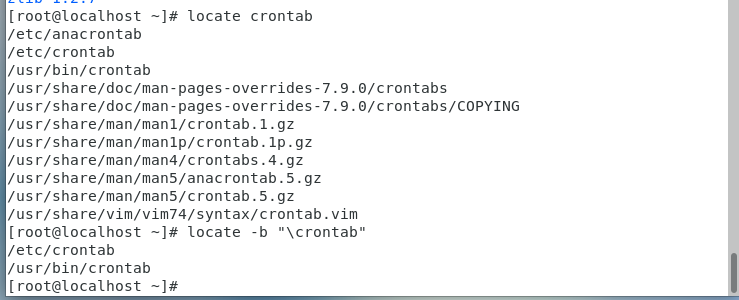 zlib-1.2.7
[root@localhost ~]# locate crontab
/etc/anacrontab
/etc/crontab
/usr/bin/crontab
/usr/share/doc/man-pages-overrides-7.9.0/crontabs
/usr/share/doc/man-pages-overrides-7.9.0/crontabs/COPYING
/usr/share/man/man1/crontab.1.gz
/usr/share/man/man1p/crontab.1p.gz
/usr/share/man/man4/crontabs.4.gz
/usr/share/man/man5/anacrontab.5.gz
/usr/share/man/man5/crontab.5.gz
/usr/share/vim/vim74/syntax/crontab.vim
[root@localhost ~]# locate -b "\crontab"
/etc/crontab
/usr/bin/crontab
[root@localhost ~]#